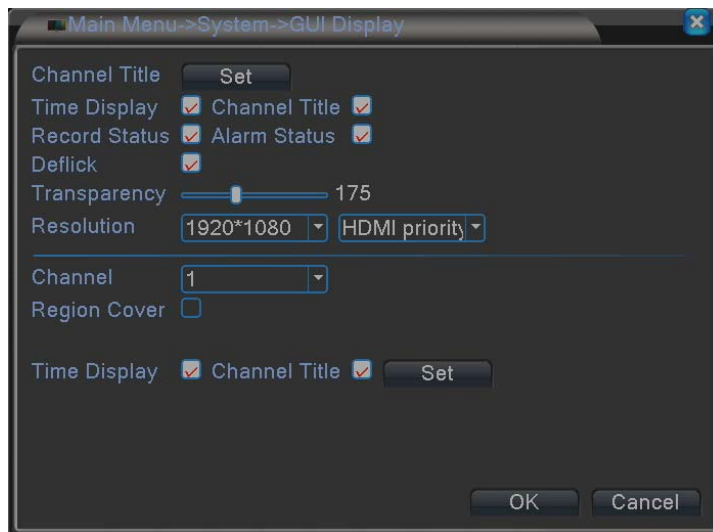 Main Menu->System->GUI Display
Channel Title Set
Time Display Channel Title
Record Status Alarm Status
Deflick
Transparency 175
Resolution 1920*1080 HDMI priority
Channel 1
Region Cover
Time Display Channel Title Set
OK Cancel